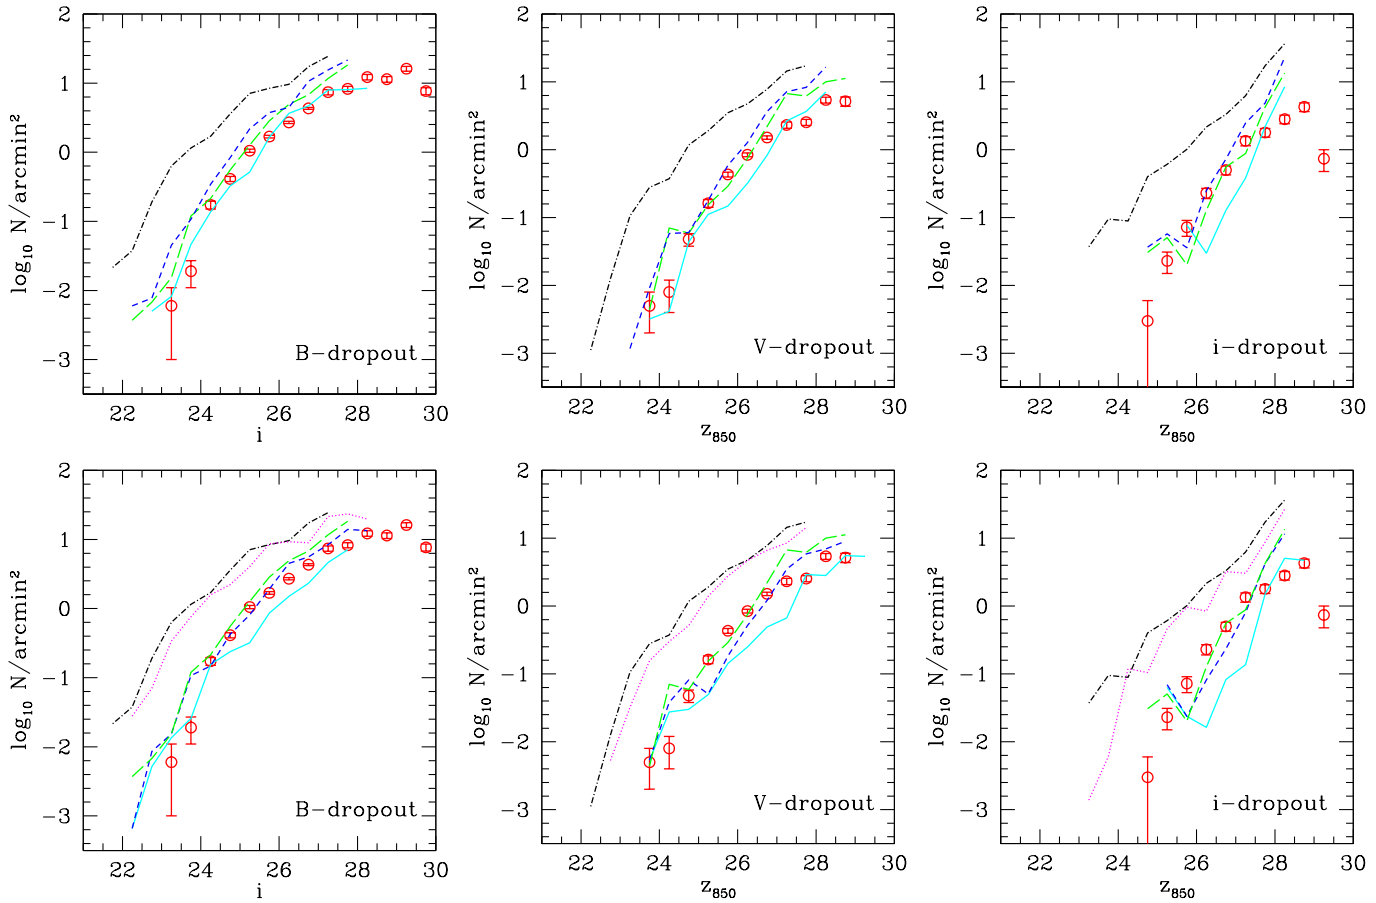 2
1
0
−1
−2
−3
log₁₀ N/arcmin²
B−dropout
22 24 26 28 30
i
2
1
0
−1
−2
−3
log₁₀ N/arcmin²
V−dropout
22 24 26 28 30
z₈₅₀
2
1
0
−1
−2
−3
log₁₀ N/arcmin²
i−dropout
22 24 26 28 30
z₈₅₀
2
1
0
−1
−2
−3
log₁₀ N/arcmin²
B−dropout
22 24 26 28 30
i
2
1
0
−1
−2
−3
log₁₀ N/arcmin²
V−dropout
22 24 26 28 30
z₈₅₀
2
1
0
−1
−2
−3
log₁₀ N/arcmin²
i−dropout
22 24 26 28 30
z₈₅₀